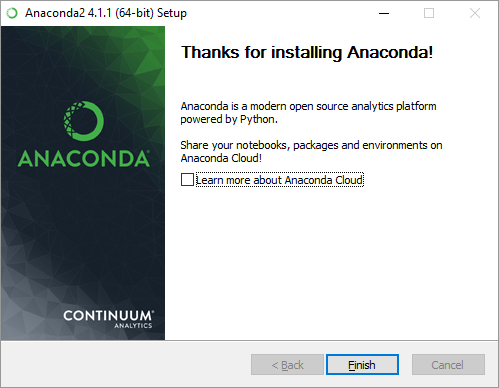 Anaconda2 4.1.1 (64-bit) Setup
Thanks for installing Anaconda!
Anaconda is a modern open source analytics platform
powered by Python.
Share your notebooks, packages and environments on
Anaconda Cloud!
Learn more about Anaconda Cloud
ANACONDA®
CONTINUUM®
ANALYTICS
< Back
Finish
Cancel